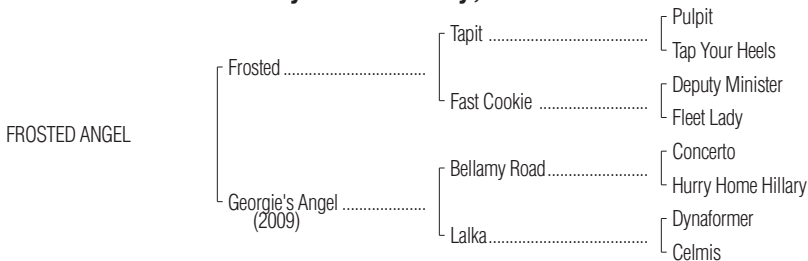 Pulpit
Tapit ......................................
Tap Your Heels
Frosted ..................................
Deputy Minister
Fast Cookie ..........................
Fleet Lady
FROSTED ANGEL
Concerto
Bellamy Road........................
Hurry Home Hillary
Georgie's Angel ....................
(2009)
Dynaformer
Lalka......................................
Celmis